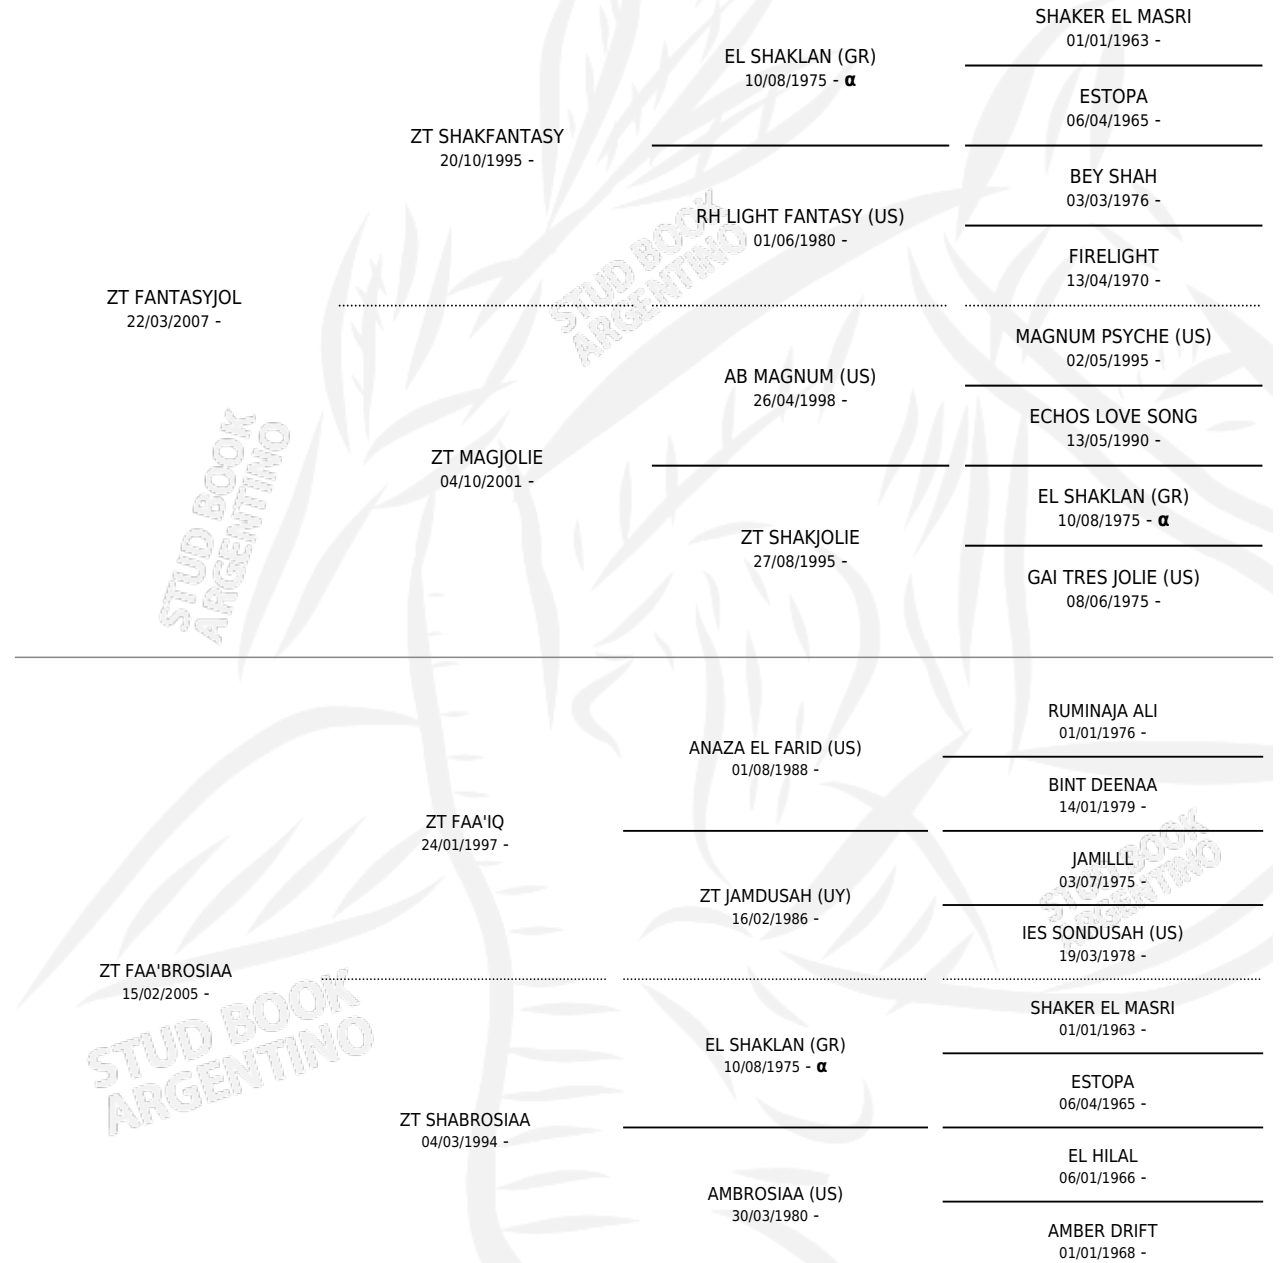 SHAKER EL MASRI
01/01/1963 -
EL SHAKLAN (GR)
10/08/1975 - α
ESTOPA
06/04/1965 -
ZT SHAKFANTASY
20/10/1995 -
BEY SHAH
03/03/1976 -
RH LIGHT FANTASY (US)
01/06/1980 -
FIRELIGHT
13/04/1970 -
ZT FANTASYJOL
22/03/2007 -
MAGNUM PSYCHE (US)
02/05/1995 -
AB MAGNUM (US)
26/04/1998 -
ECHOS LOVE SONG
13/05/1990 -
ZT MAGJOLIE
04/10/2001 -
EL SHAKLAN (GR)
10/08/1975 - α
ZT SHAKJOLIE
27/08/1995 -
GAI TRES JOLIE (US)
08/06/1975 -
RUMINAJA ALI
01/01/1976 -
ANAZA EL FARID (US)
01/08/1988 -
BINT DEENAA
14/01/1979 -
ZT FAA'IQ
24/01/1997 -
JAMILLL
03/07/1975 -
ZT JAMDUSAH (UY)
16/02/1986 -
IES SONDUSAH (US)
19/03/1978 -
ZT FAA'BROSIAA
15/02/2005 -
SHAKER EL MASRI
01/01/1963 -
EL SHAKLAN (GR)
10/08/1975 - α
ESTOPA
06/04/1965 -
ZT SHABROSIAA
04/03/1994 -
EL HILAL
06/01/1966 -
AMBROSIAA (US)
30/03/1980 -
AMBER DRIFT
01/01/1968 -
STUD BOOK
ARGENTINO
STUD BOOK
ARGENTINO
STUD BOOK
ARGENTINO
STUD BOOK
ARGENTINO